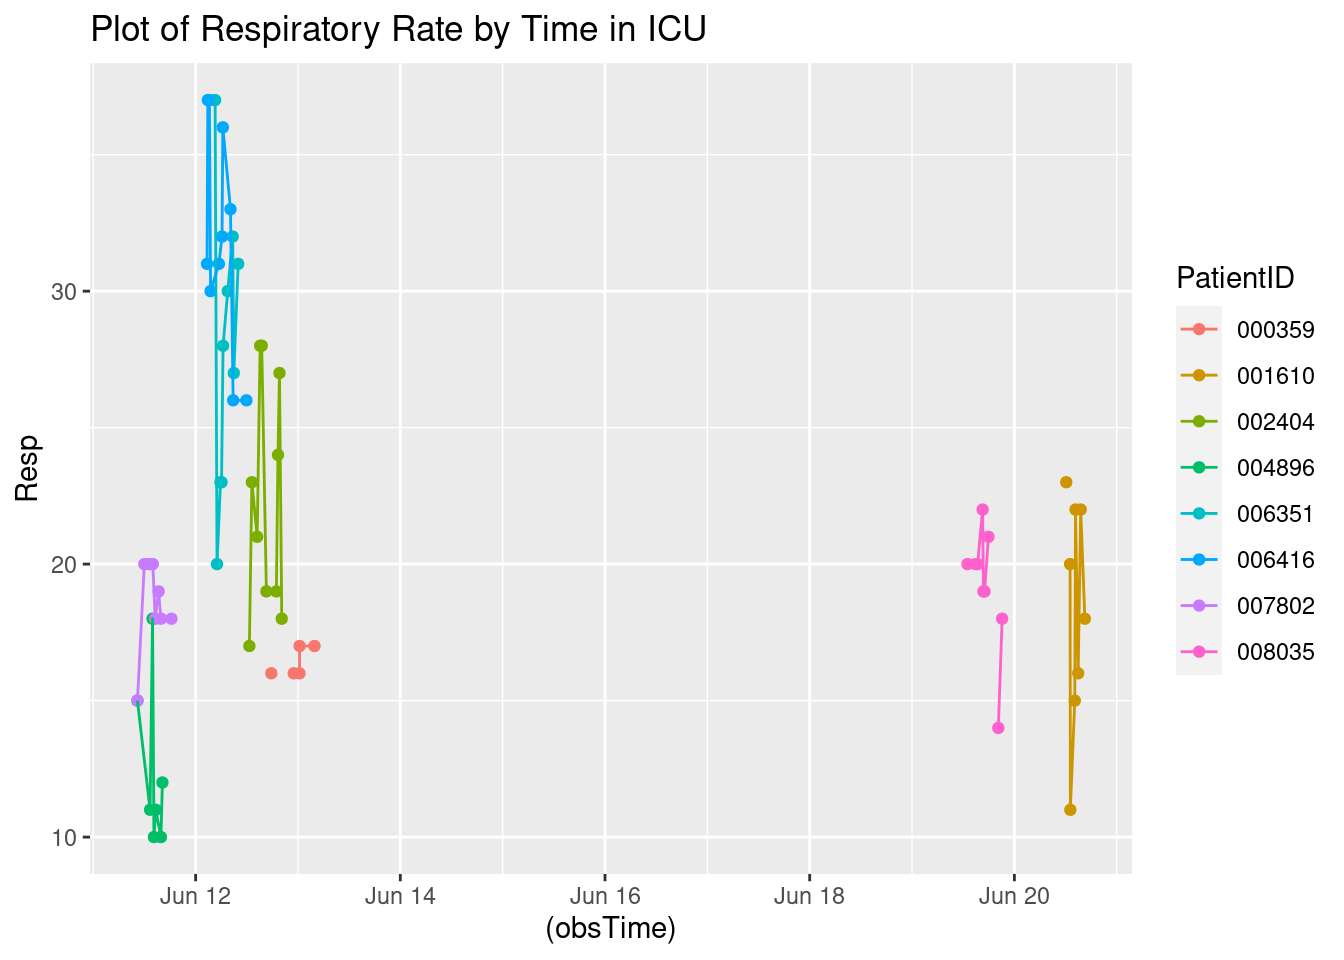 Plot of Respiratory Rate by Time in ICU
Resp
30
20
10
Jun 12
Jun 14
Jun 16
Jun 18
Jun 20
(obsTime)
PatientID
000359
001610
002404
004896
006351
006416
007802
008035